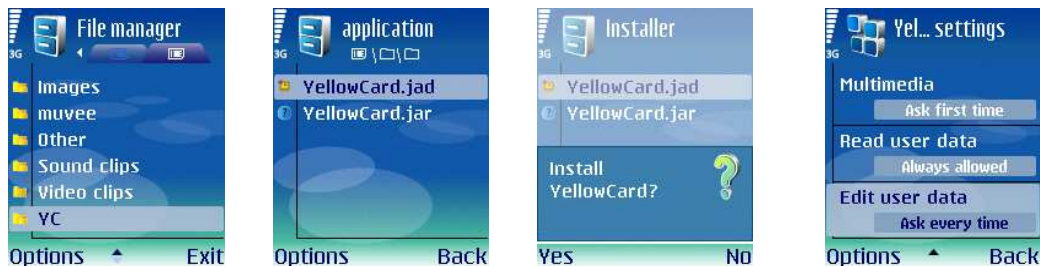 File manager
3G
Images
muvee
Other
Sound clips
Video clips
YC
Options
Exit
application
3G
YellowCard.jad
YellowCard.jar
Options
Back
Installer
3G
YellowCard.jad
YellowCard.jar
Install
YellowCard?
Yes
No
Yel... settings
3G
Multimedia
Ask first time
Read user data
Always allowed
Edit user data
Ask every time
Options
Back